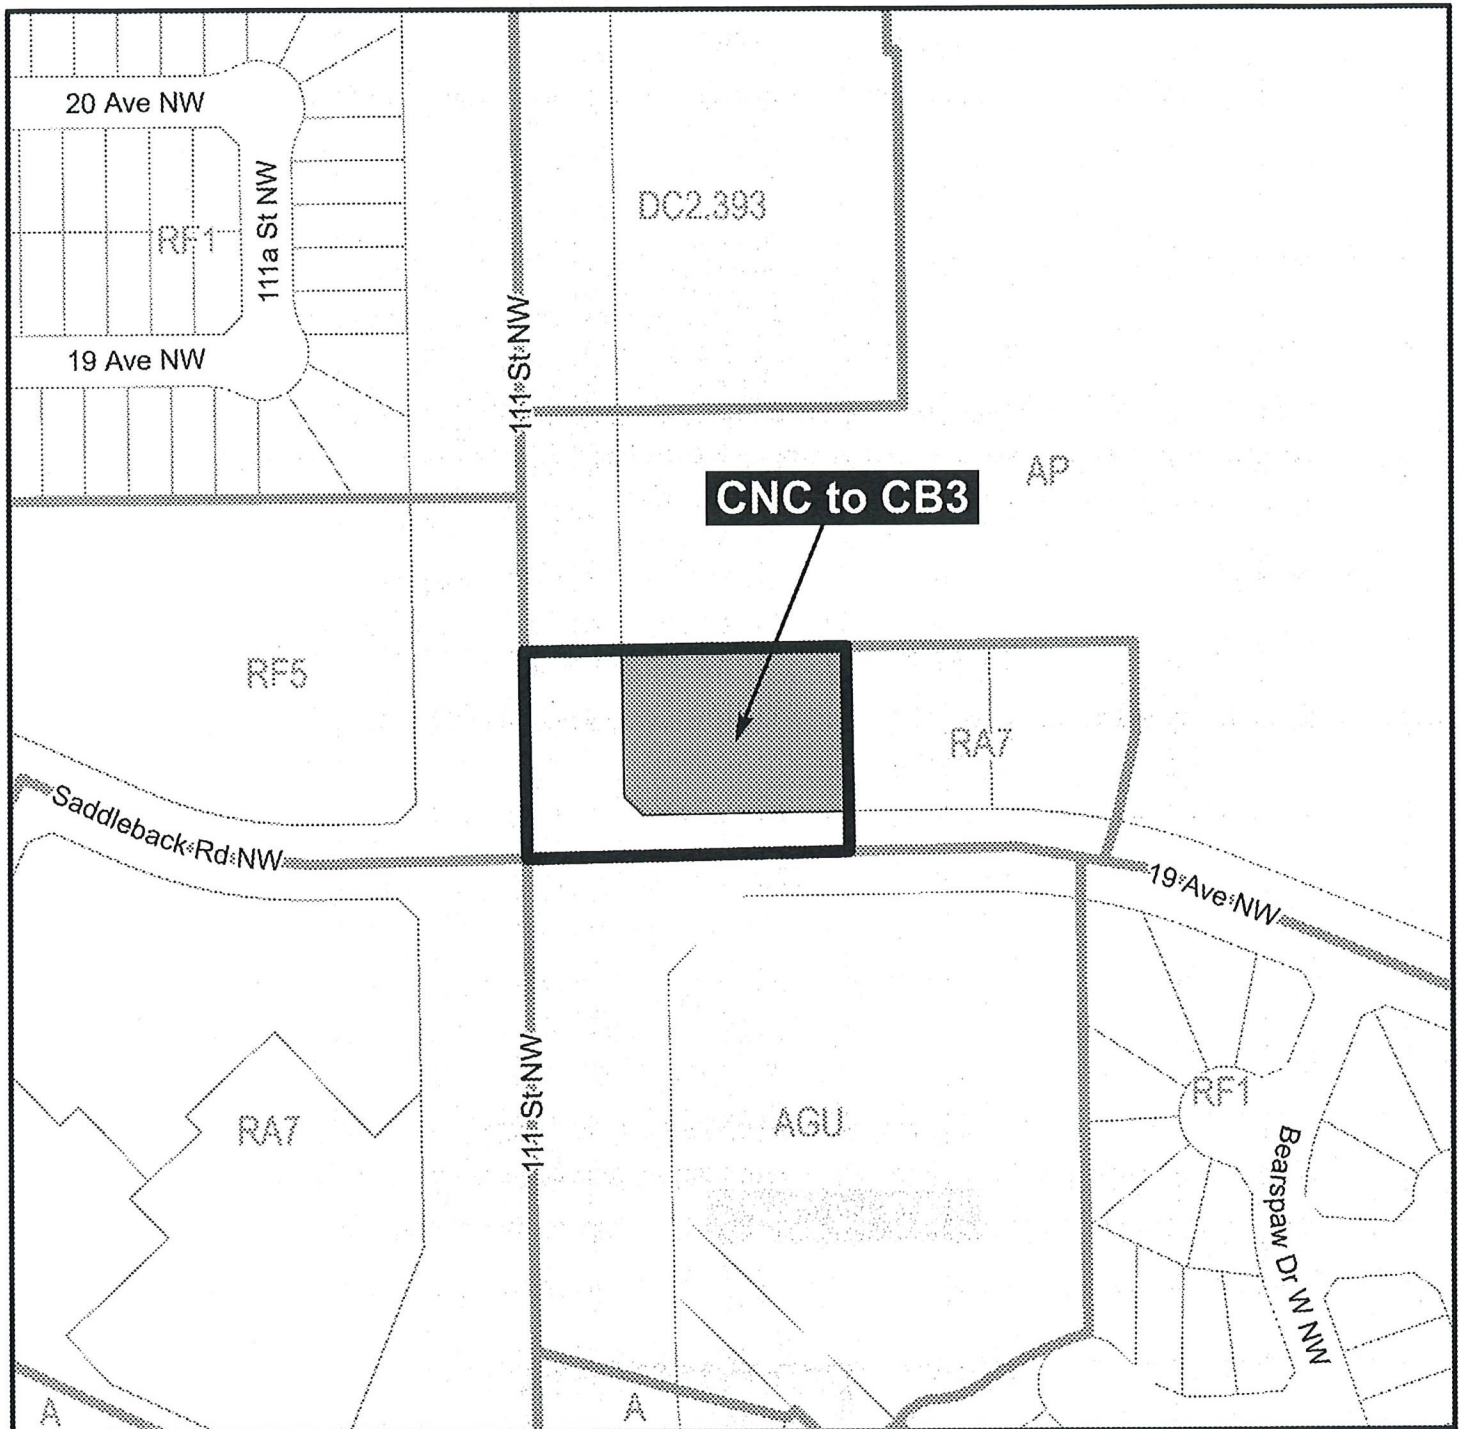 20 Ave NW
DC2.393
RF1
111a St NW
111 St NW
19 Ave NW
AP
CNC to CB3
RF5
RA7
Saddleback Rd NW
19 Ave NW
111 St NW
RF1
RA7
AGU
Bearspaw Dr W NW
A
A